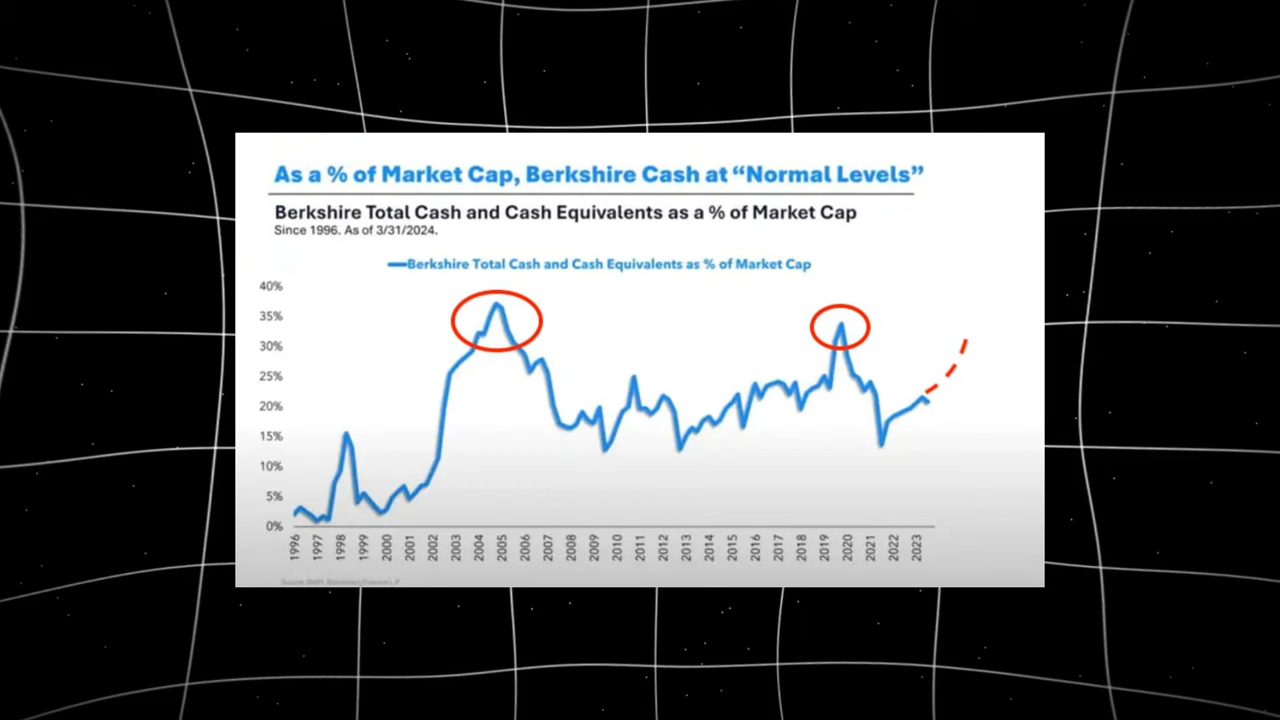 As a % of Market Cap, Berkshire Cash at “Normal Levels”
Berkshire Total Cash and Cash Equivalents as a % of Market Cap
Since 1996. As of 3/31/2024.
Berkshire Total Cash and Cash Equivalents as % of Market Cap
40%
35%
30%
25%
20%
15%
10%
5%
0%
1996 1997 1998 1999 2000 2001 2002 2003 2004 2005 2006 2007 2008 2009 2010 2011 2012 2013 2014 2015 2016 2017 2018 2019 2020 2021 2022 2023